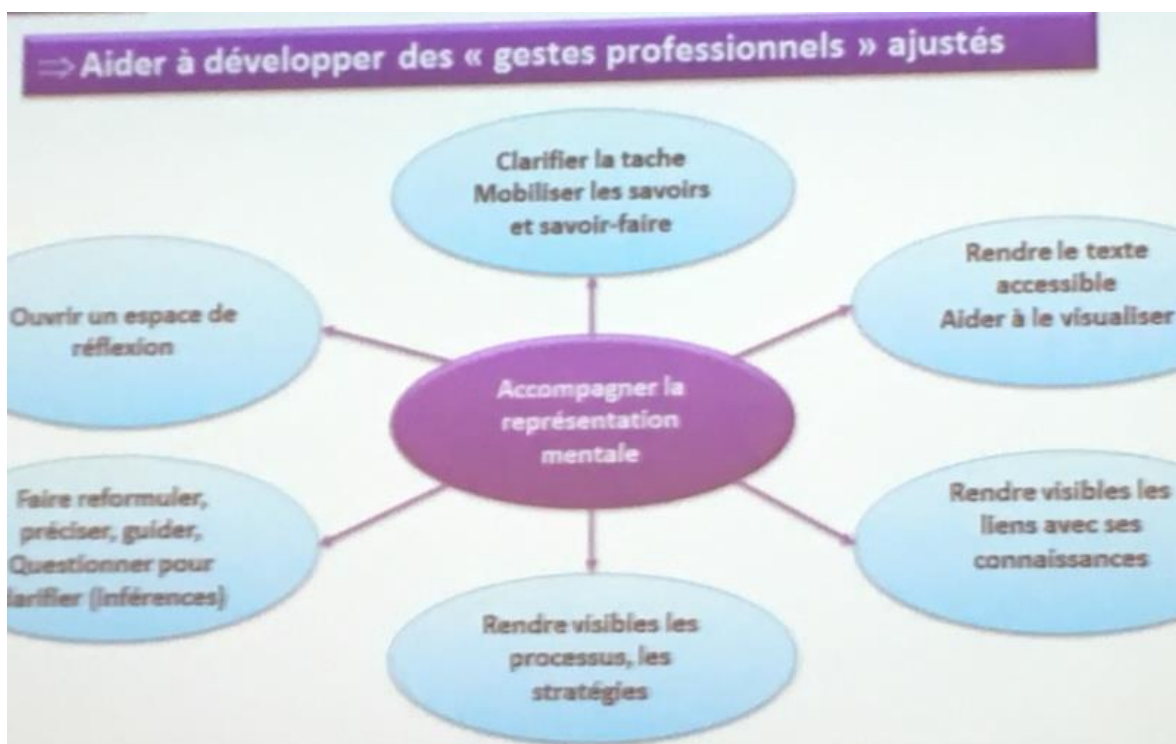 ⇒ Aider à développer des « gestes professionnels » ajustés
Clarifier la tache
Mobiliser les savoirs
et savoir-faire
Rendre le texte
accessible
Aider à le visualiser
Ouvrir un espace de
réflexion
Accompagner la
représentation
mentale
Rendre visibles les
liens avec ses
connaissances
Faire reformuler,
préciser, guider,
Questionner pour
larifier (inférences)
Rendre visibles les
processus, les
stratégies